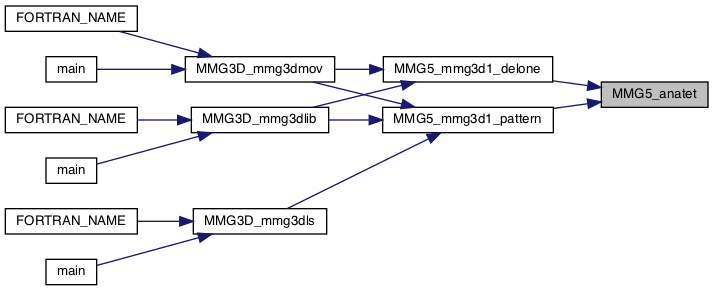 FORTRAN_NAME
main
MMG3D_mmg3dmov
MMG5_mmg3d1_delone
MMG5_anatet
FORTRAN_NAME
MMG3D_mmg3dlib
MMG5_mmg3d1_pattern
main
FORTRAN_NAME
MMG3D_mmg3dls
main